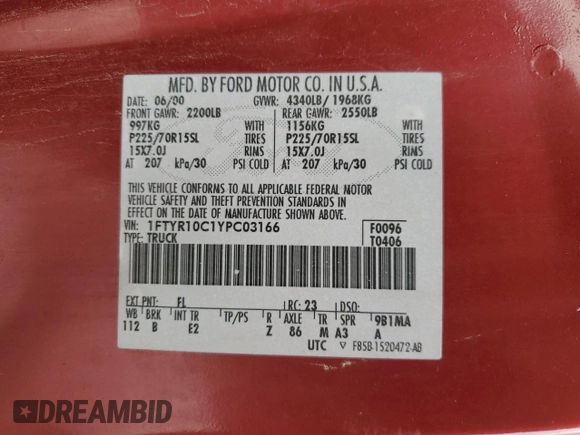 MFD. BY FORD MOTOR CO. IN U.S.A.
DATE: 06/00 GVWR: 4340LB/ 1968KG
FRONT GAWR: 2200LB REAR GAWR: 2550LB
997KG WITH 1156KG WITH
P225/70R15SL TIRES P225/70R15SL TIRES
15X7.0J RIMS 15X7.0J RIMS
AT 207 kPa/30 PSI COLD AT 207 kPa/30 PSI COLD
THIS VEHICLE CONFORMS TO ALL APPLICABLE FEDERAL MOTOR
VEHICLE SAFETY AND THEFT PREVENTION STANDARDS IN
EFFECT ON THE DATE OF MANUFACTURE SHOWN ABOVE.
VIN: 1FTYR10C1YPC03166 F0096
TYPE: TRUCK T0406
EXT PNT: FL RC: 23 DSO:
WB BRK INT TR TP/PS R AXLE TR SPR 9B1MA
112 B E2 Z 86 M A3 A
UTC ▽ F85B-1520472-AB
DREAMBID